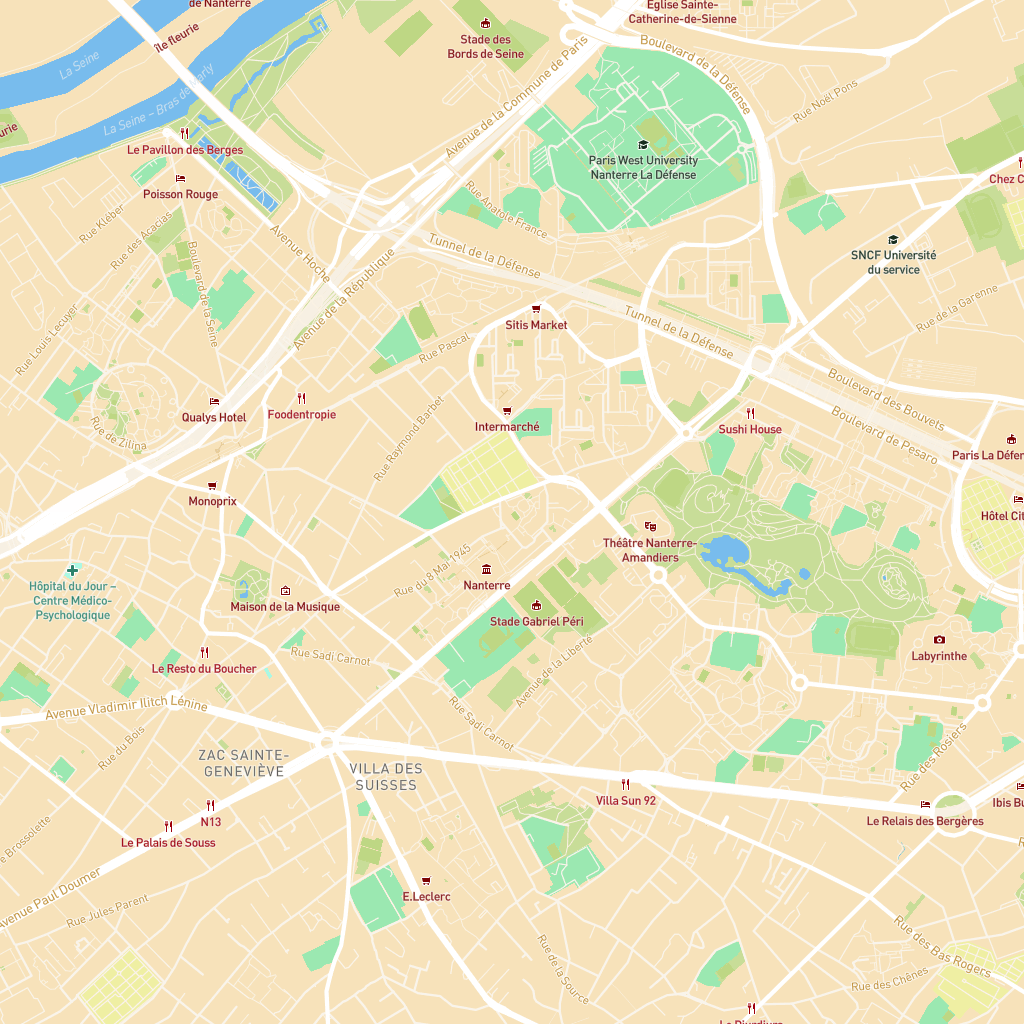 de Nanterre
Île fleurie
La Seine
La Seine – Bras de Marly
Le Pavillon des Berges
Poisson Rouge
Stade des
Bords de Seine
Eglise Sainte-
Catherine-de-Sienne
Boulevard de la Défense
Avenue de la Commune de Paris
Rue Noël Pons
Paris West University
Nanterre La Défense
Chez C
Rue Kléber
Rue des Acacias
Boulevard de la Seine
Avenue Hoche
Rue Anatole France
Tunnel de la Défense
Avenue de la République
SNCF Université
du service
Rue de la Garenne
Rue Louis Lecuyer
Sitis Market
Tunnel de la Défense
Rue Pascal
Boulevard des Bouvets
Boulevard de Pesaro
Qualys Hotel
Foodentropie
Rue Raymond Barbet
Intermarché
Sushi House
Rue de Zilina
Paris La Défen
Monoprix
Hôtel Cit
Théâtre Nanterre-
Amandiers
Rue du 8 Mai 1945
Hôpital du Jour –
Centre Médico-
Psychologique
Nanterre
Maison de la Musique
Stade Gabriel Péri
Labyrinthe
Le Resto du Boucher
Rue Sadi Carnot
Avenue de la Liberté
Avenue Vladimir Ilitch Lénine
Rue Sadi Carnot
Rue du Bois
ZAC SAINTE-
GENEVIÈVE
VILLA DES
SUISSES
Rue des Rosiers
Villa Sun 92
Ibis Bu
N13
Le Relais des Bergères
Le Palais de Souss
e Brossolette
Avenue Paul Doumer
E.Leclerc
Rue Jules Parent
Rue de la Source
Rue des Bas Rogers
Rue des Chênes